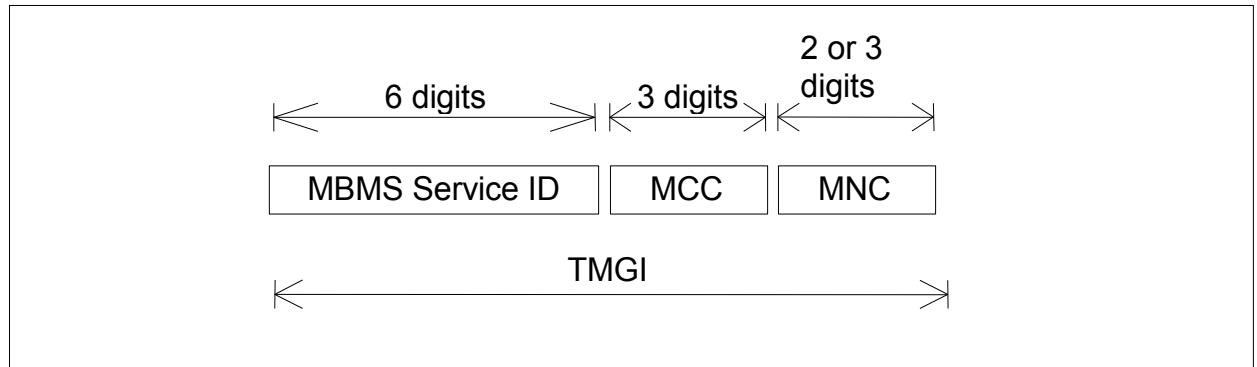 2 or 3
digits
6 digits
3 digits
MBMS Service ID
MCC
MNC
TMGI